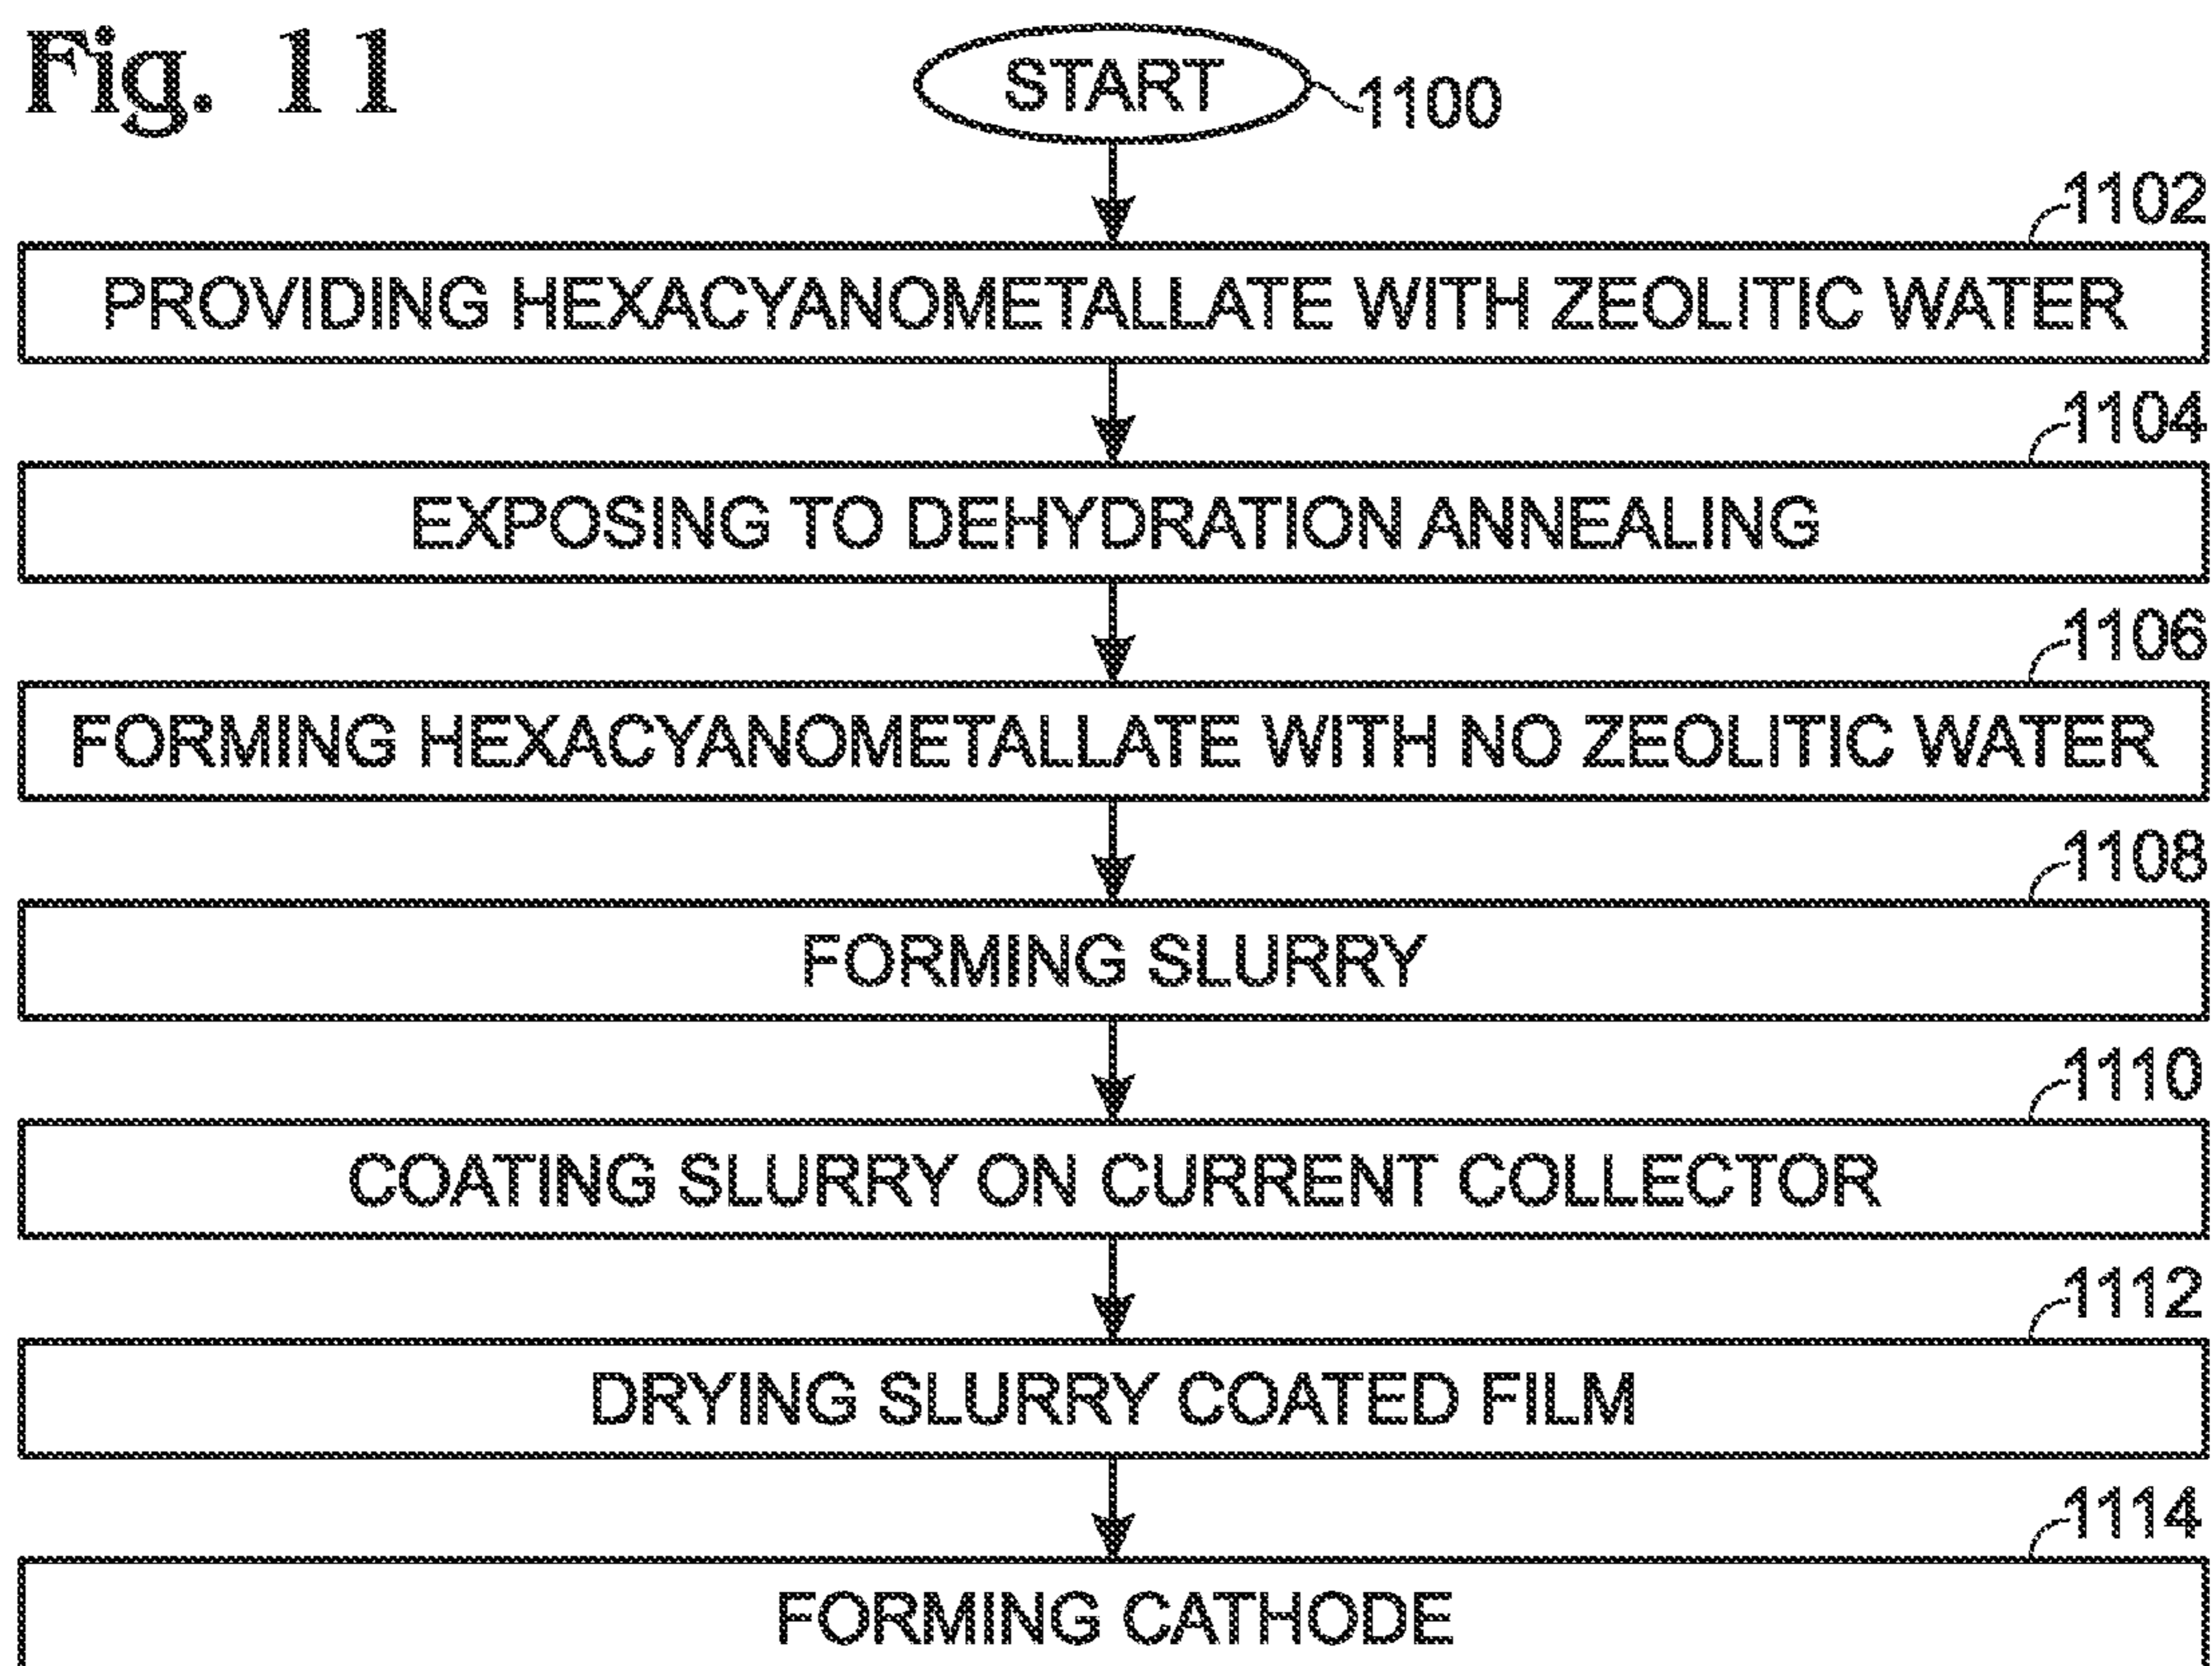 Fig. 11
START
1100
1102
PROVIDING HEXACYANOMETALLATE WITH ZEOLITIC WATER
1104
EXPOSING TO DEHYDRATION ANNEALING
1106
FORMING HEXACYANOMETALLATE WITH NO ZEOLITIC WATER
1108
FORMING SLURRY
1110
COATING SLURRY ON CURRENT COLLECTOR
1112
DRYING SLURRY COATED FILM
1114
FORMING CATHODE